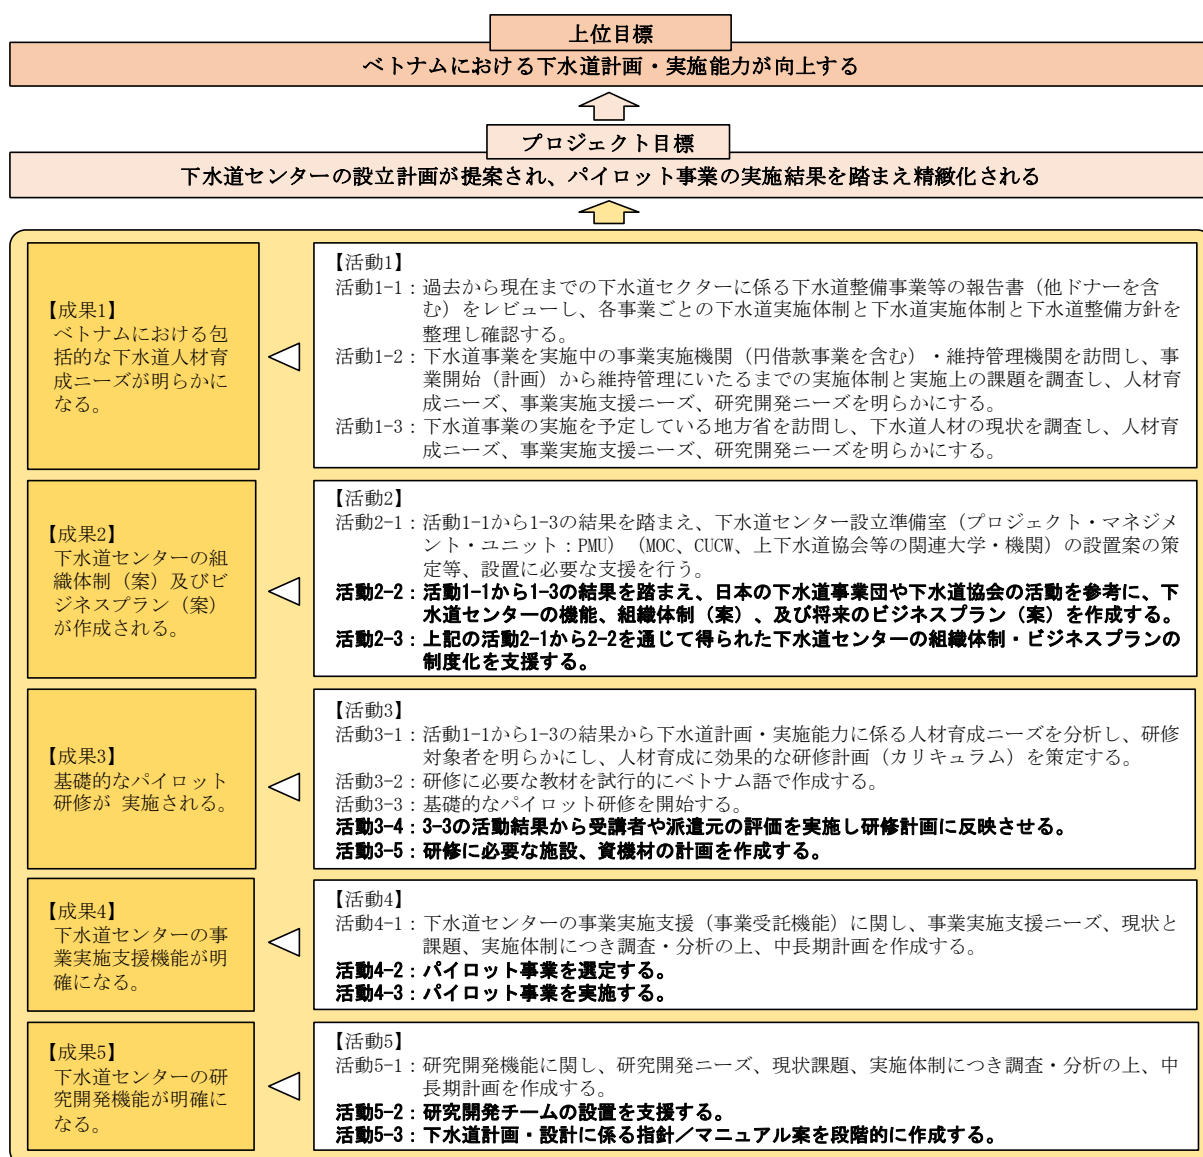 上位目標
ベトナムにおける下水道計画・実施能力が向上する
プロジェクト目標
下水道センターの設立計画が提案され、パイロット事業の実施結果を踏まえ精緻化される
【成果1】
ベトナムにおける包
括的な下水道人材育
成ニーズが明らかに
なる。
【活動1】
活動1-1：過去から現在までの下水道セクターに係る下水道整備事業等の報告書（他ドナーを含
む）をレビューし、各事業ごとの下水道実施体制と下水道実施体制と下水道整備方針を
整理し確認する。
活動1-2：下水道事業を実施中の事業実施機関（円借款事業を含む）・維持管理機関を訪問し、事
業開始（計画）から維持管理にいたるまでの実施体制と実施上の課題を調査し、人材育
成ニーズ、事業実施支援ニーズ、研究開発ニーズを明らかにする。
活動1-3：下水道事業の実施を予定している地方省を訪問し、下水道人材の現状を調査し、人材育
成ニーズ、事業実施支援ニーズ、研究開発ニーズを明らかにする。
【成果2】
下水道センターの組
織体制（案）及びビ
ジネスプラン（案）
が作成される。
【活動2】
活動2-1：活動1-1から1-3の結果を踏まえ、下水道センター設立準備室（プロジェクト・マネジメ
ント・ユニット：PMU）（MOC、CUCW、上下水道協会等の関連大学・機関）の設置案の策
定等、設置に必要な支援を行う。
活動2-2：活動1-1から1-3の結果を踏まえ、日本の下水道事業団や下水道協会の活動を参考に、下
水道センターの機能、組織体制（案）、及び将来のビジネスプラン（案）を作成する。
活動2-3：上記の活動2-1から2-2を通じて得られた下水道センターの組織体制・ビジネスプランの
制度化を支援する。
【成果3】
基礎的なパイロット
研修が 実施される。
【活動3】
活動3-1：活動1-1から1-3の結果から下水道計画・実施能力に係る人材育成ニーズを分析し、研修
対象者を明らかにし、人材育成に効果的な研修計画（カリキュラム）を策定する。
活動3-2：研修に必要な教材を試行的にベトナム語で作成する。
活動3-3：基礎的なパイロット研修を開始する。
活動3-4：3-3の活動結果から受講者や派遣元の評価を実施し研修計画に反映させる。
活動3-5：研修に必要な施設、資機材の計画を作成する。
【成果4】
下水道センターの事
業実施支援機能が明
確になる。
【活動4】
活動4-1：下水道センターの事業実施支援（事業受託機能）に関し、事業実施支援ニーズ、現状と
課題、実施体制につき調査・分析の上、中長期計画を作成する。
活動4-2：パイロット事業を選定する。
活動4-3：パイロット事業を実施する。
【成果5】
下水道センターの研
究開発機能が明確に
なる。
【活動5】
活動5-1：研究開発機能に関し、研究開発ニーズ、現状課題、実施体制につき調査・分析の上、中
長期計画を作成する。
活動5-2：研究開発チームの設置を支援する。
活動5-3：下水道計画・設計に係る指針／マニュアル案を段階的に作成する。